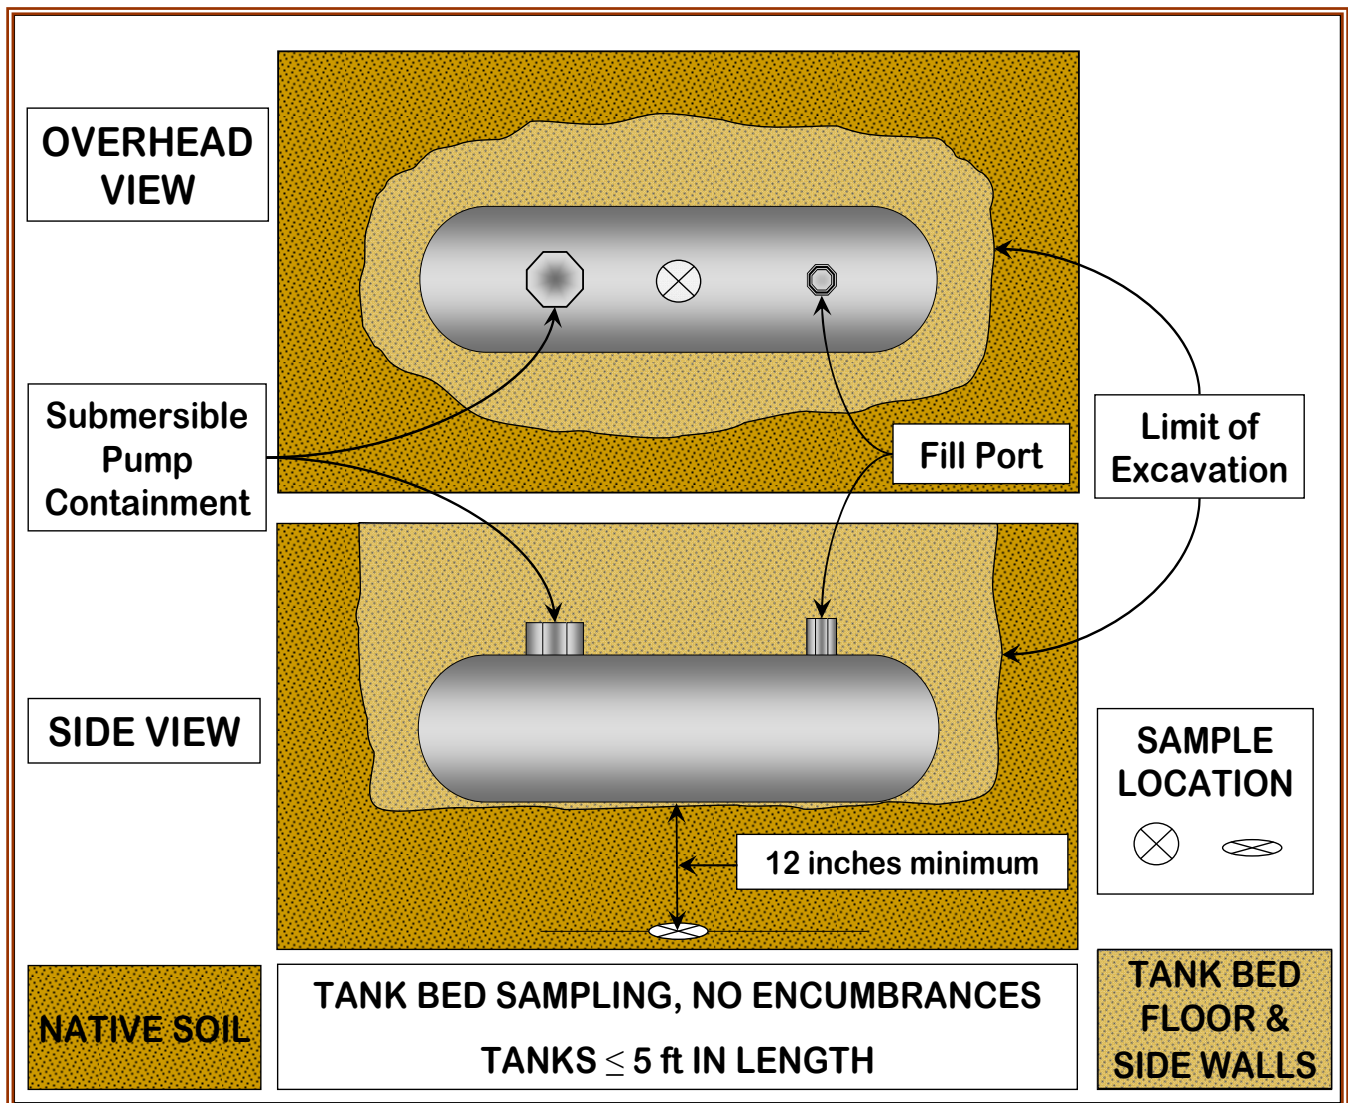 OVERHEAD
VIEW
Submersible
Pump
Containment
Fill Port
Limit of
Excavation
SIDE VIEW
SAMPLE
LOCATION
12 inches minimum
NATIVE SOIL
TANK BED SAMPLING, NO ENCUMBRANCES
TANKS ≤ 5 ft IN LENGTH
TANK BED
FLOOR &
SIDE WALLS